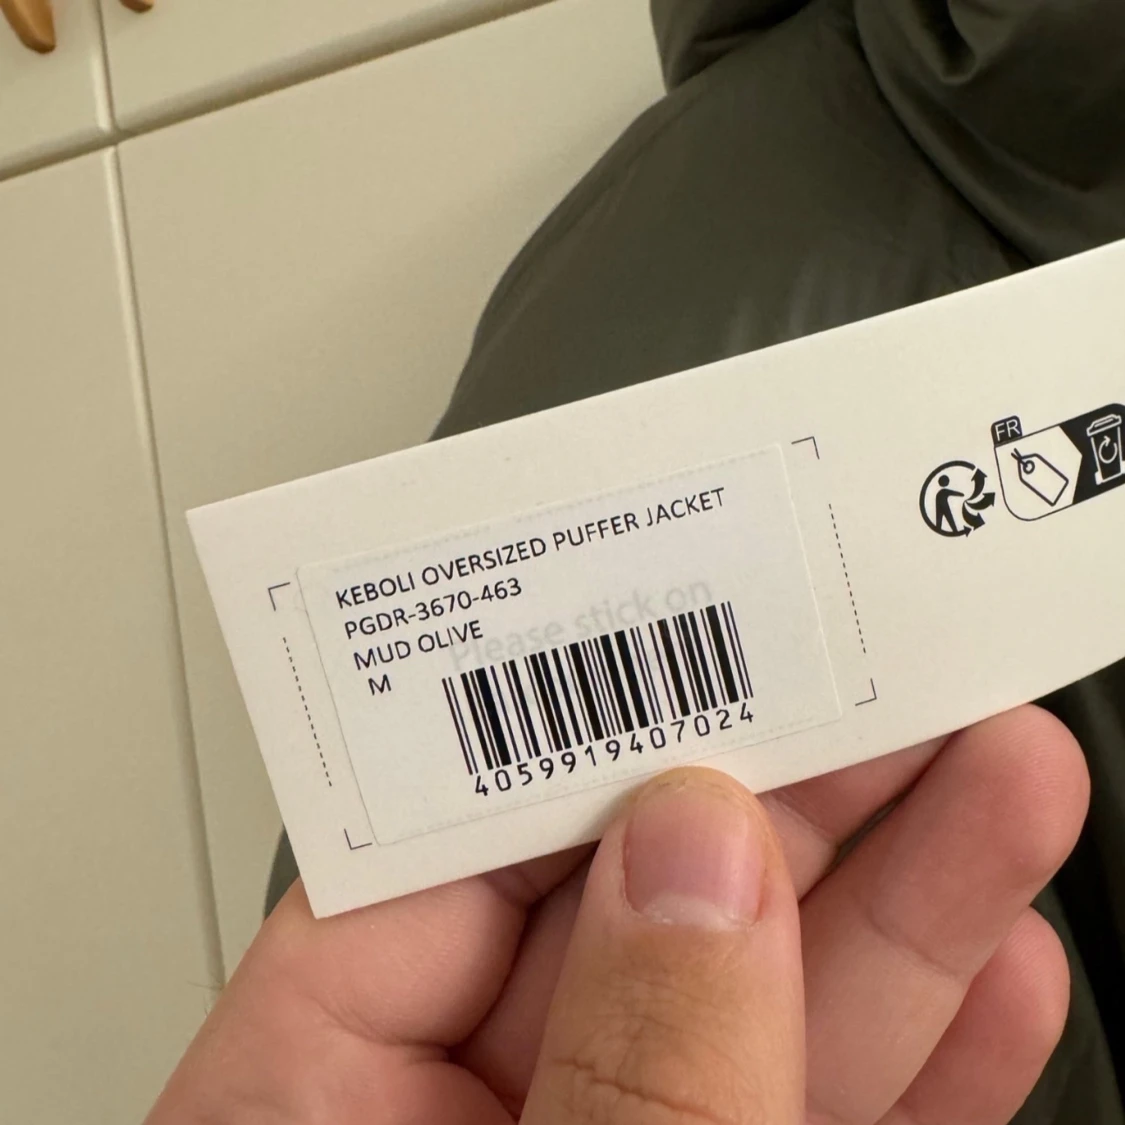 KEBOLI OVERSIZED PUFFER JACKET
PGDR-3670-463
MUD OLIVE
M
Please stick on
4059919407024
FR